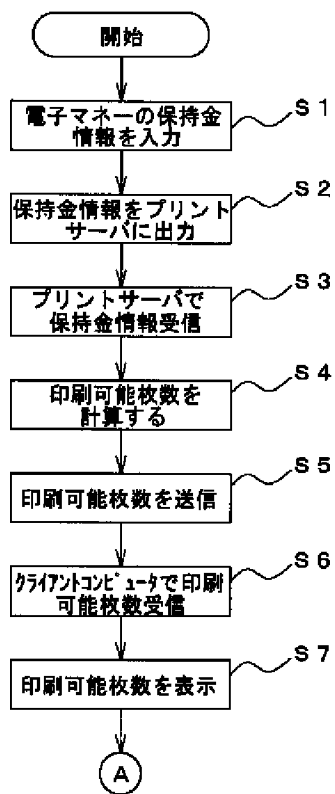 開始
電子マネーの保持金
情報を入力
S1
保持金情報をプリント
サーバに出力
S2
プリントサーバで
保持金情報受信
S3
印刷可能枚数を
計算する
S4
印刷可能枚数を送信
S5
クライアントコンピュータで印刷
可能枚数受信
S6
印刷可能枚数を表示
S7
A